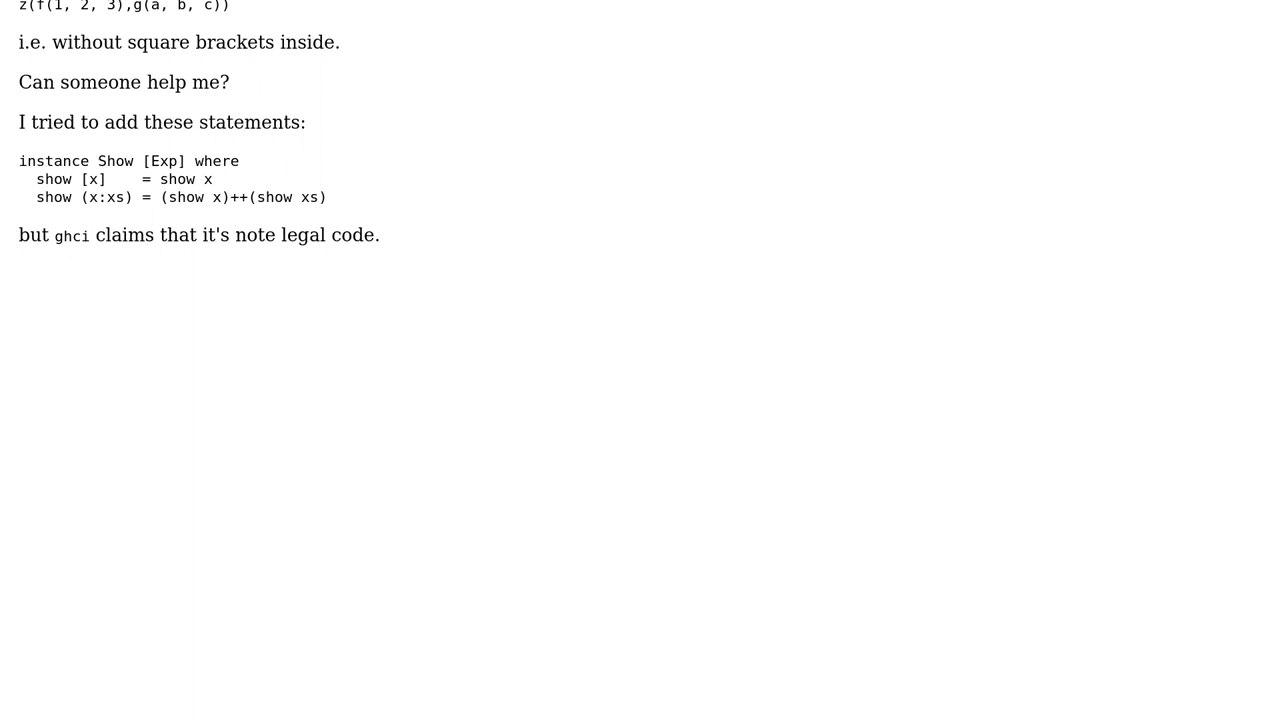 z(f(1, 2, 3),g(a, b, c))
i.e. without square brackets inside.
Can someone help me?
I tried to add these statements:
instance Show [Exp] where
  show [x]    = show x
  show (x:xs) = (show x)++(show xs)
but ghci claims that it's note legal code.